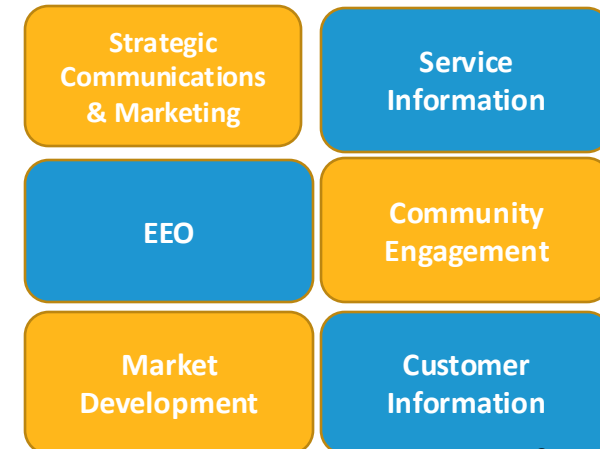 Strategic
Communications
& Marketing
Service
Information
EEO
Community
Engagement
Market
Development
Customer
Information